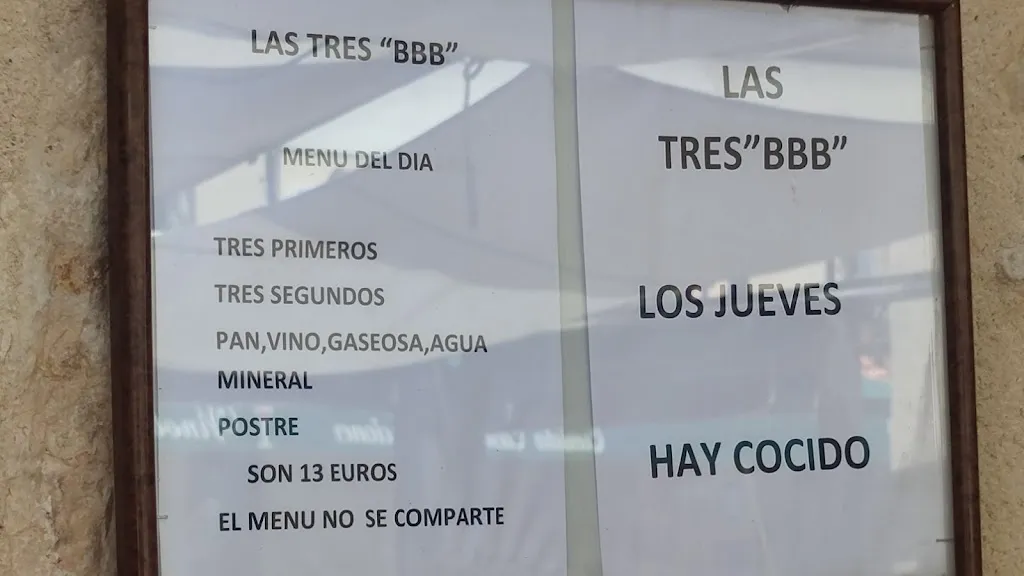 LAS TRES “BBB”
MENU DEL DIA
TRES PRIMEROS
TRES SEGUNDOS
PAN,VINO,GASEOSA,AGUA
MINERAL
POSTRE
SON 13 EUROS
EL MENU NO SE COMPARTE
LAS
TRES”BBB”
LOS JUEVES
HAY COCIDO